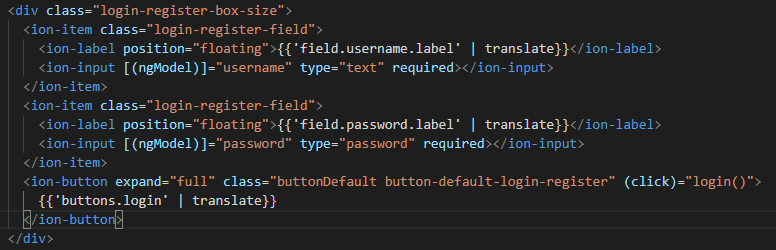 <div class="login-register-box-size">
<ion-item class="login-register-field">
<ion-label position="floating">{{'field.username.label' | translate}}</ion-label>
<ion-input [(ngModel)]="username" type="text" required></ion-input>
</ion-item>
<ion-item class="login-register-field">
<ion-label position="floating">{{'field.password.label' | translate}}</ion-label>
<ion-input [(ngModel)]="password" type="password" required></ion-input>
</ion-item>
<ion-button expand="full" class="buttonDefault button-default-login-register" (click)="login()">
{{'buttons.login' | translate}}
</ion-button>
</div>